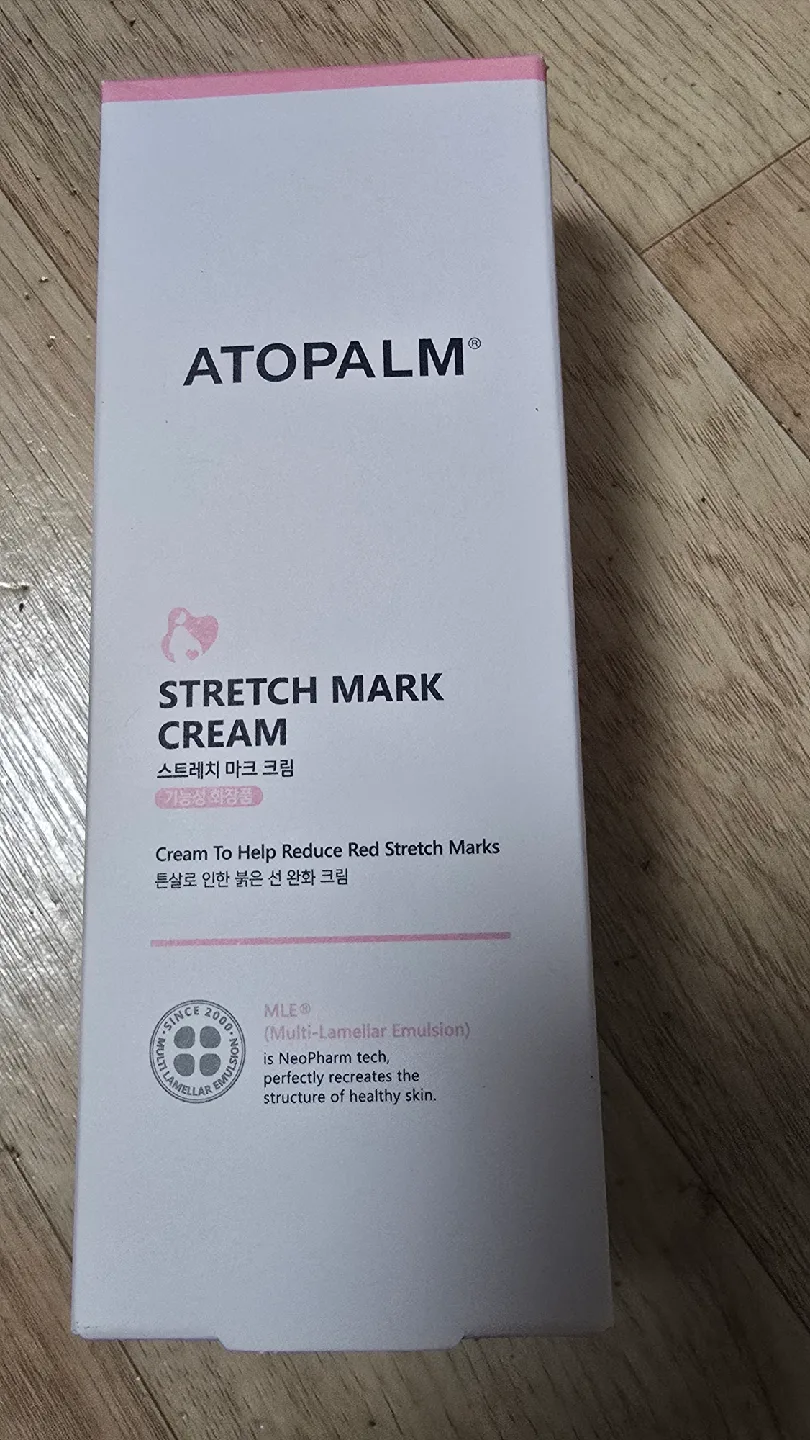 ATOPALM®
STRETCH MARK
CREAM
스트레치 마크 크림
기능성 화장품
Cream To Help Reduce Red Stretch Marks
튼살로 인한 붉은 선 완화 크림
·SINCE 2000·
MULTI LAMELLAR EMULSION
MLE®
(Multi-Lamellar Emulsion)
is NeoPharm tech,
perfectly recreates the
structure of healthy skin.